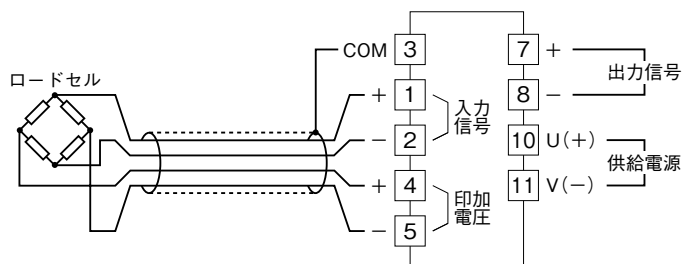 COM 3
7 +
出力信号
ロードセル
+ 1
入力
信号
8 −
− 2
10 U(+)
供給電源
+ 4
印加
電圧
11 V(−)
− 5